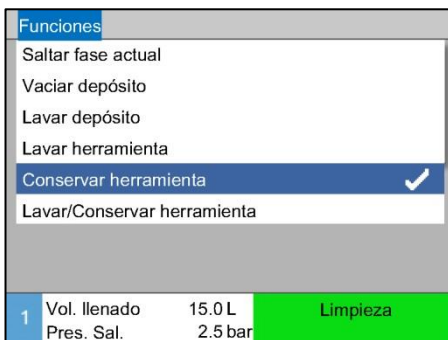 Funciones
Saltar fase actual
Vaciar depósito
Lavar depósito
Lavar herramienta
Conservar herramienta
Lavar/Conservar herramienta
1 Vol. llenado 15.0 L Limpieza
Pres. Sal. 2.5 bar